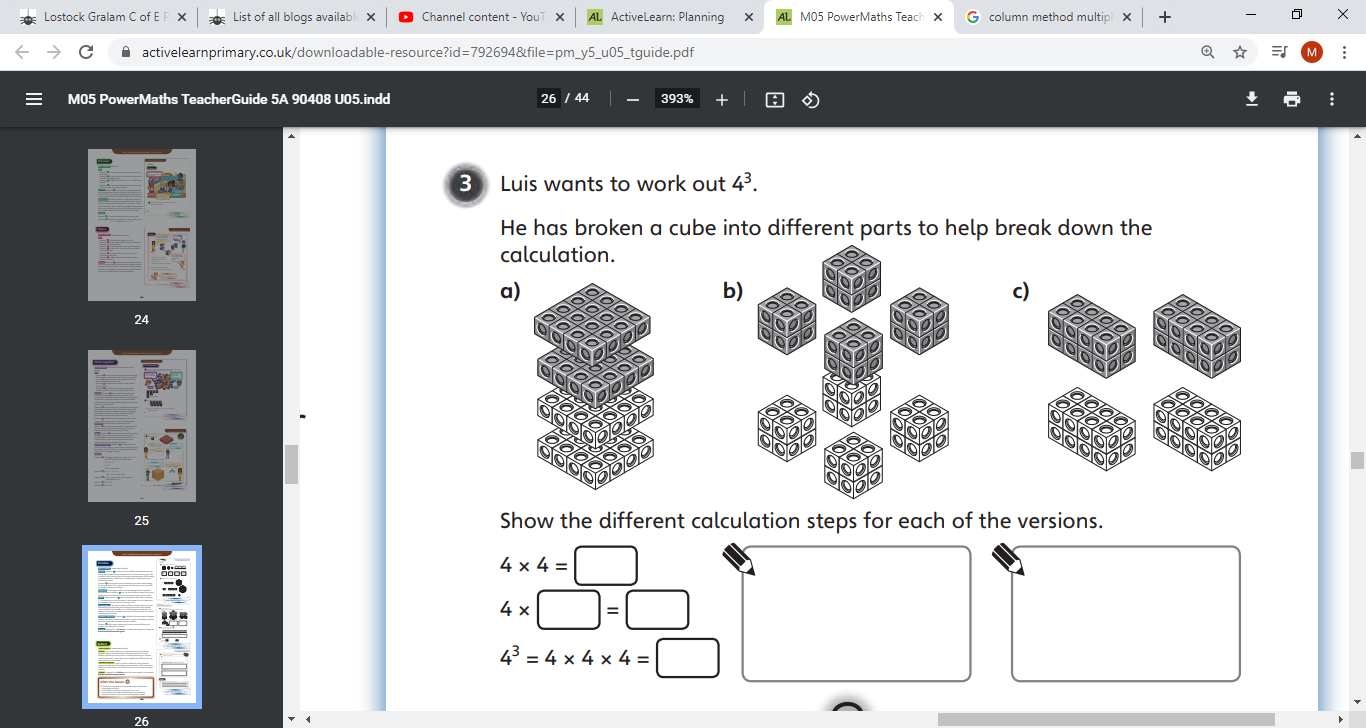 Lostock Gralam C of E P
List of all blogs availabl
Channel content - YouT
ActiveLearn: Planning
M05 PowerMaths Teach
column method multipl
activelearnprimary.co.uk/downloadable-resource?id=792694&file=pm_y5_u05_tguide.pdf
M
M05 PowerMaths TeacherGuide 5A 90408 U05.indd
26 / 44
393%
24
25
26
3 Luis wants to work out 4³.
He has broken a cube into different parts to help break down the
calculation.
a) b) c)
Show the different calculation steps for each of the versions.
4 × 4 =
4 × =
4³ = 4 × 4 × 4 =